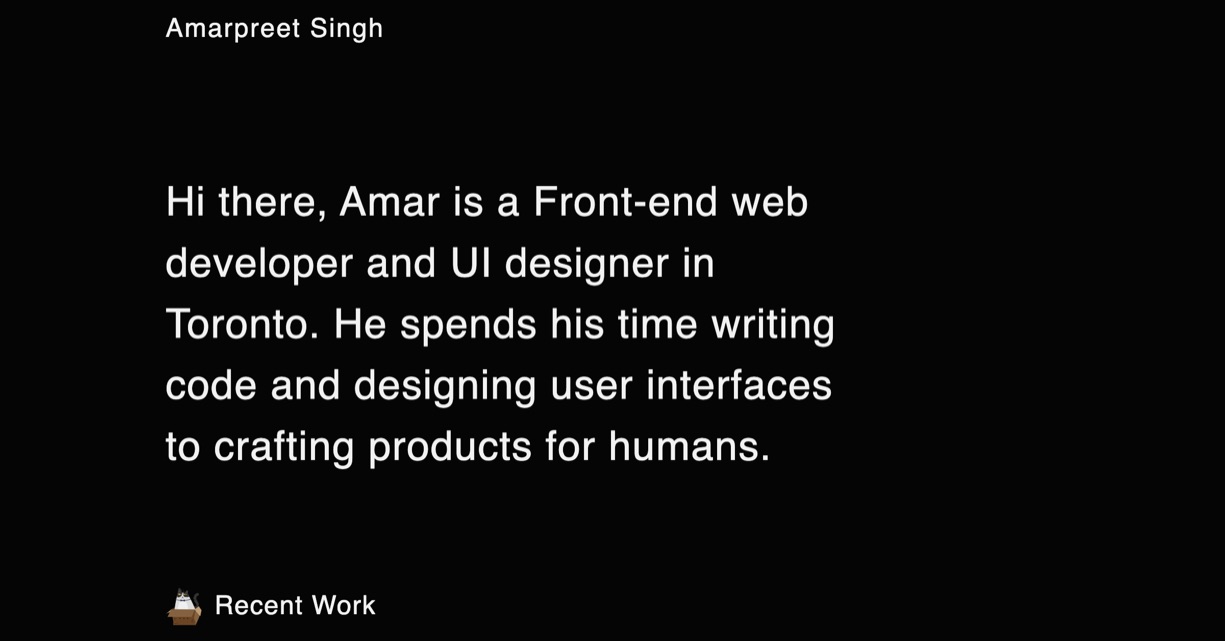 Amarpreet Singh
Hi there, Amar is a Front-end web
developer and UI designer in
Toronto. He spends his time writing
code and designing user interfaces
to crafting products for humans.
Recent Work